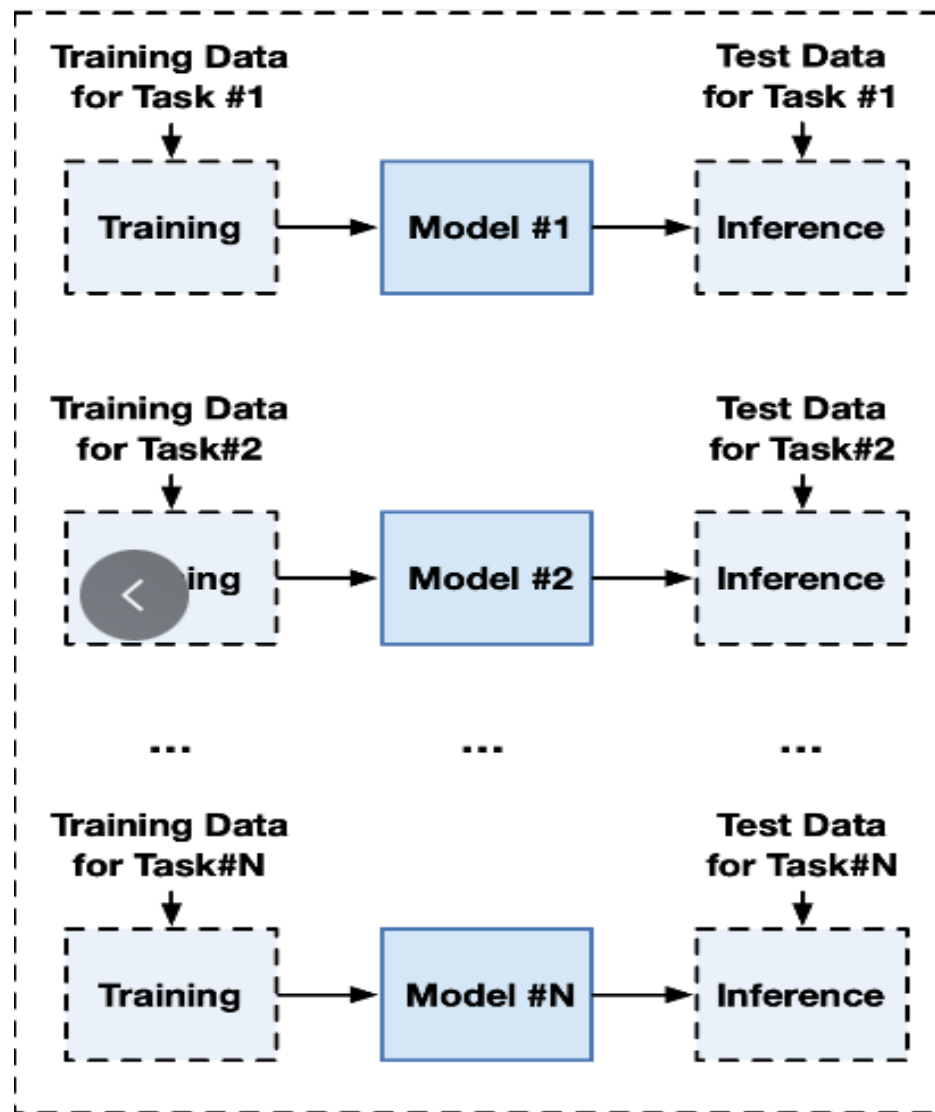 Training Data
for Task #1
Test Data
for Task #1
Training
Model #1
Inference
Training Data
for Task#2
Test Data
for Task#2
ing
Model #2
Inference
...
...
...
Training Data
for Task#N
Test Data
for Task#N
Training
Model #N
Inference